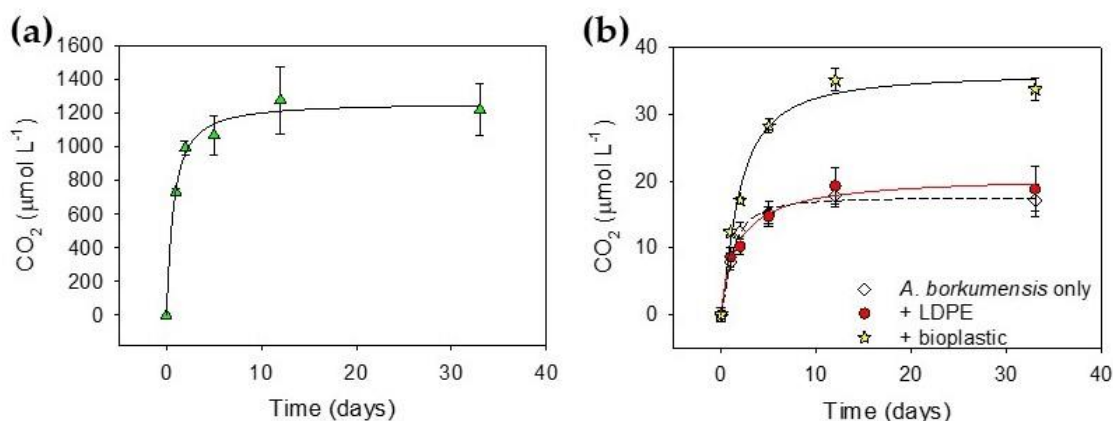 (a)
1600
1400
1200
1000
800
600
400
200
0
CO2 (μmol L-1)
0 10 20 30 40
Time (days)
(b)
40
30
20
10
0
CO2 (μmol L-1)
A. borkumensis only
+ LDPE
+ bioplastic
0 10 20 30 40
Time (days)